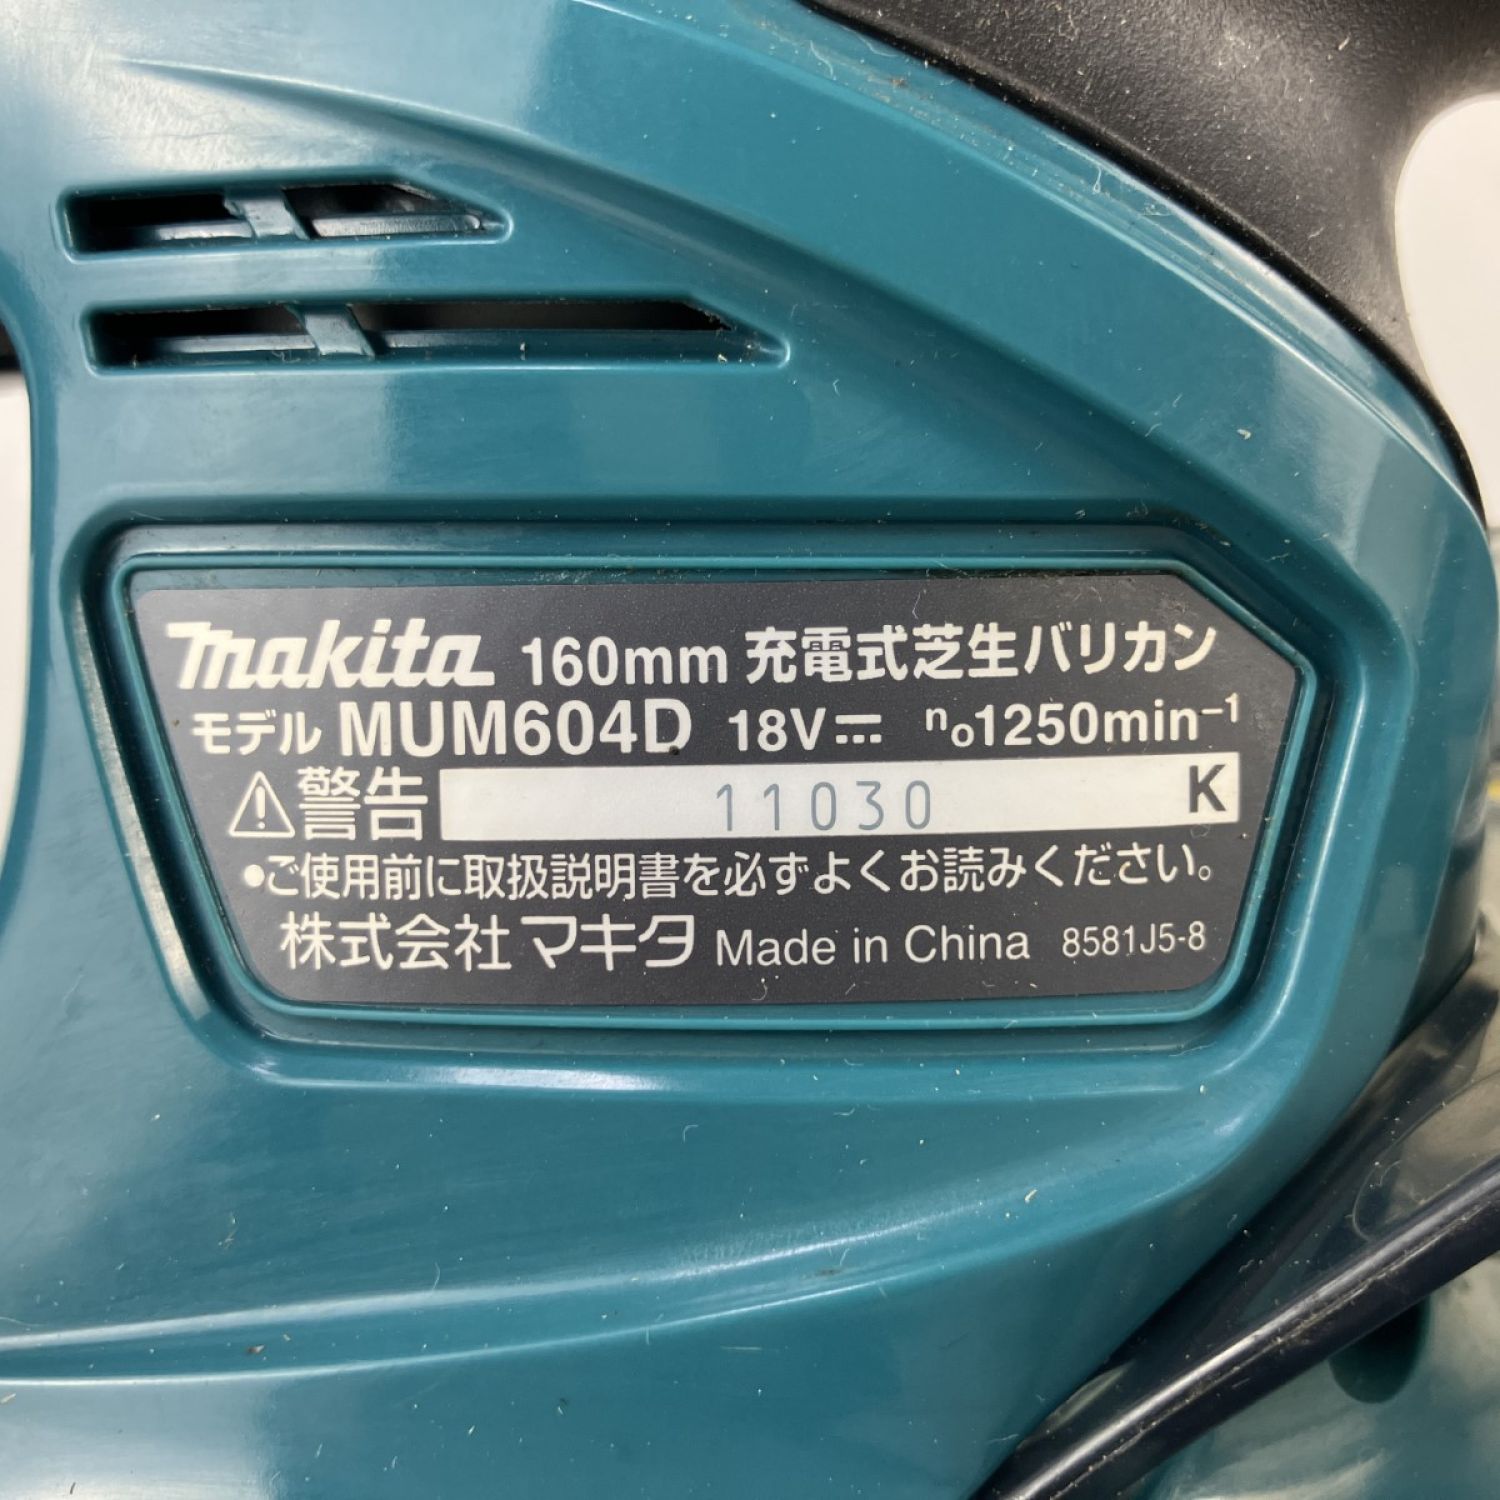 makita 160mm 充電式芝生バリカン
モデル MUM604D 18V⎓ n₀1250min⁻¹
⚠警告 11030 K
•ご使用前に取扱説明書を必ずよくお読みください。
株式会社マキタ Made in China 8581J5-8